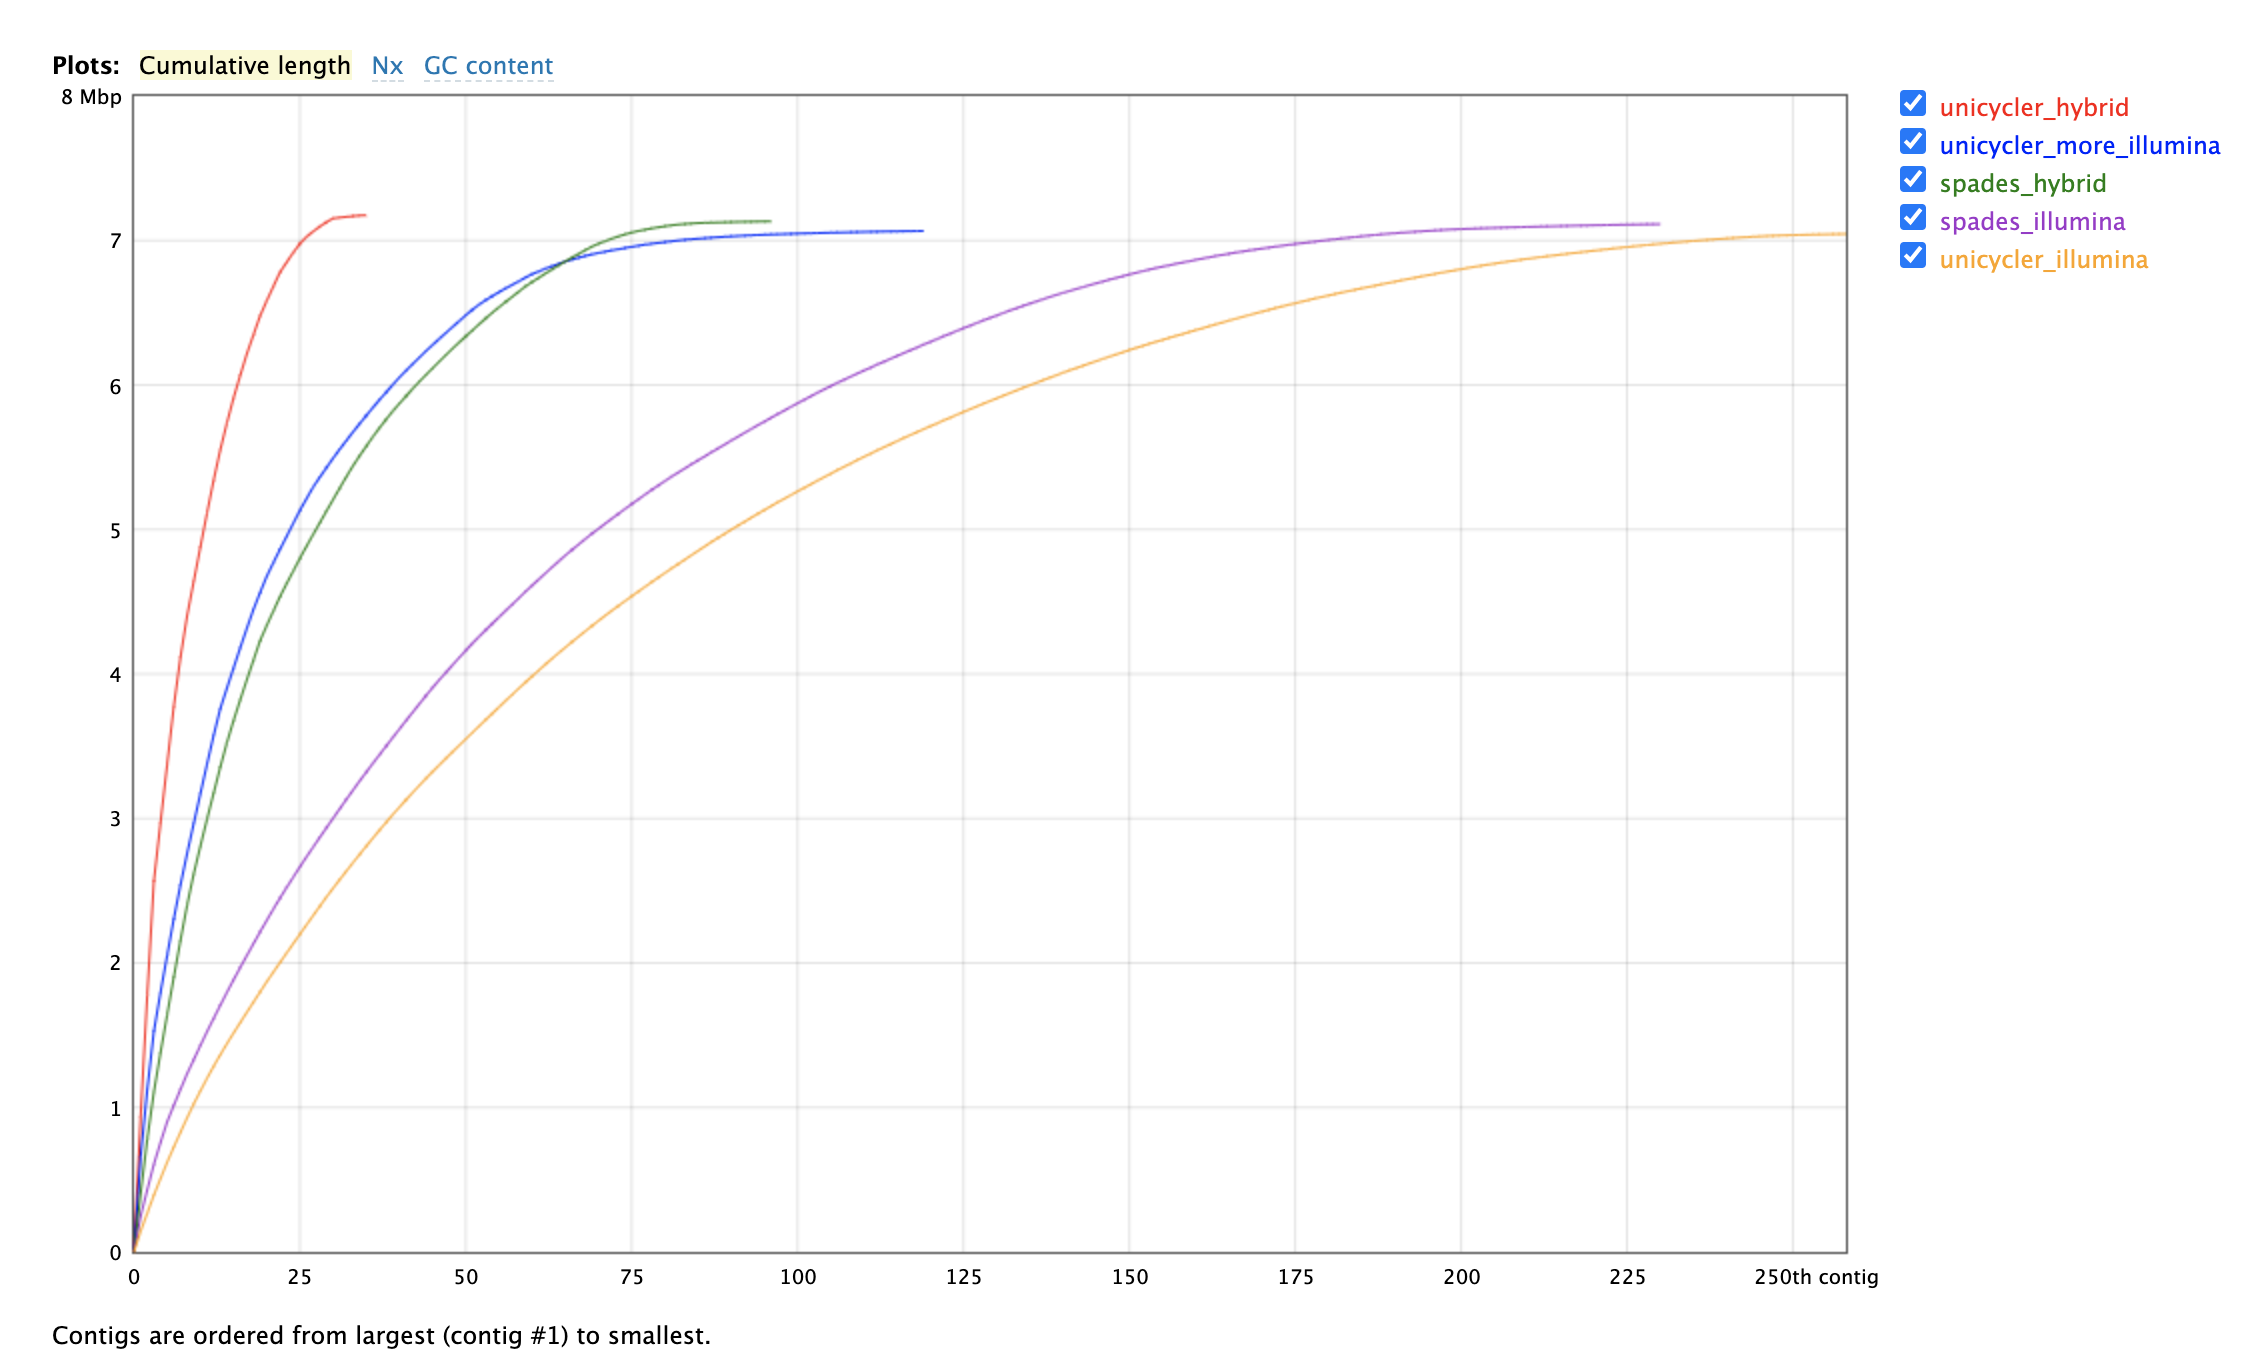 Plots: Cumulative length Nx GC content
8 Mbp
7
6
5
4
3
2
1
0
0 25 50 75 100 125 150 175 200 225 250th contig
unicycler_hybrid
unicycler_more_illumina
spades_hybrid
spades_illumina
unicycler_illumina
Contigs are ordered from largest (contig #1) to smallest.